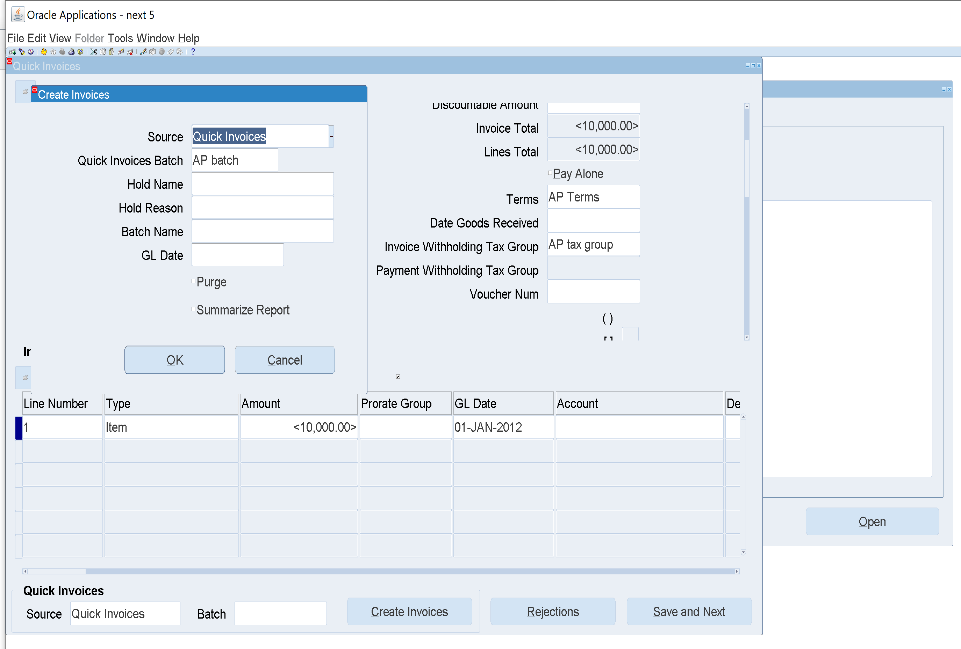 Oracle Applications - next 5
File Edit View Folder Tools Window Help
Quick Invoices
Create Invoices
Source Quick Invoices
Quick Invoices Batch AP batch
Hold Name
Hold Reason
Batch Name
GL Date
Purge
Summarize Report
OK Cancel
Discountable Amount
Invoice Total <10,000.00>
Lines Total <10,000.00>
Pay Alone
Terms AP Terms
Date Goods Received
Invoice Withholding Tax Group AP tax group
Payment Withholding Tax Group
Voucher Num
( )
Ir
Line Number Type Amount Prorate Group GL Date Account De
1 Item <10,000.00> 01-JAN-2012
Quick Invoices
Source Quick Invoices Batch Create Invoices Rejections Save and Next
Open